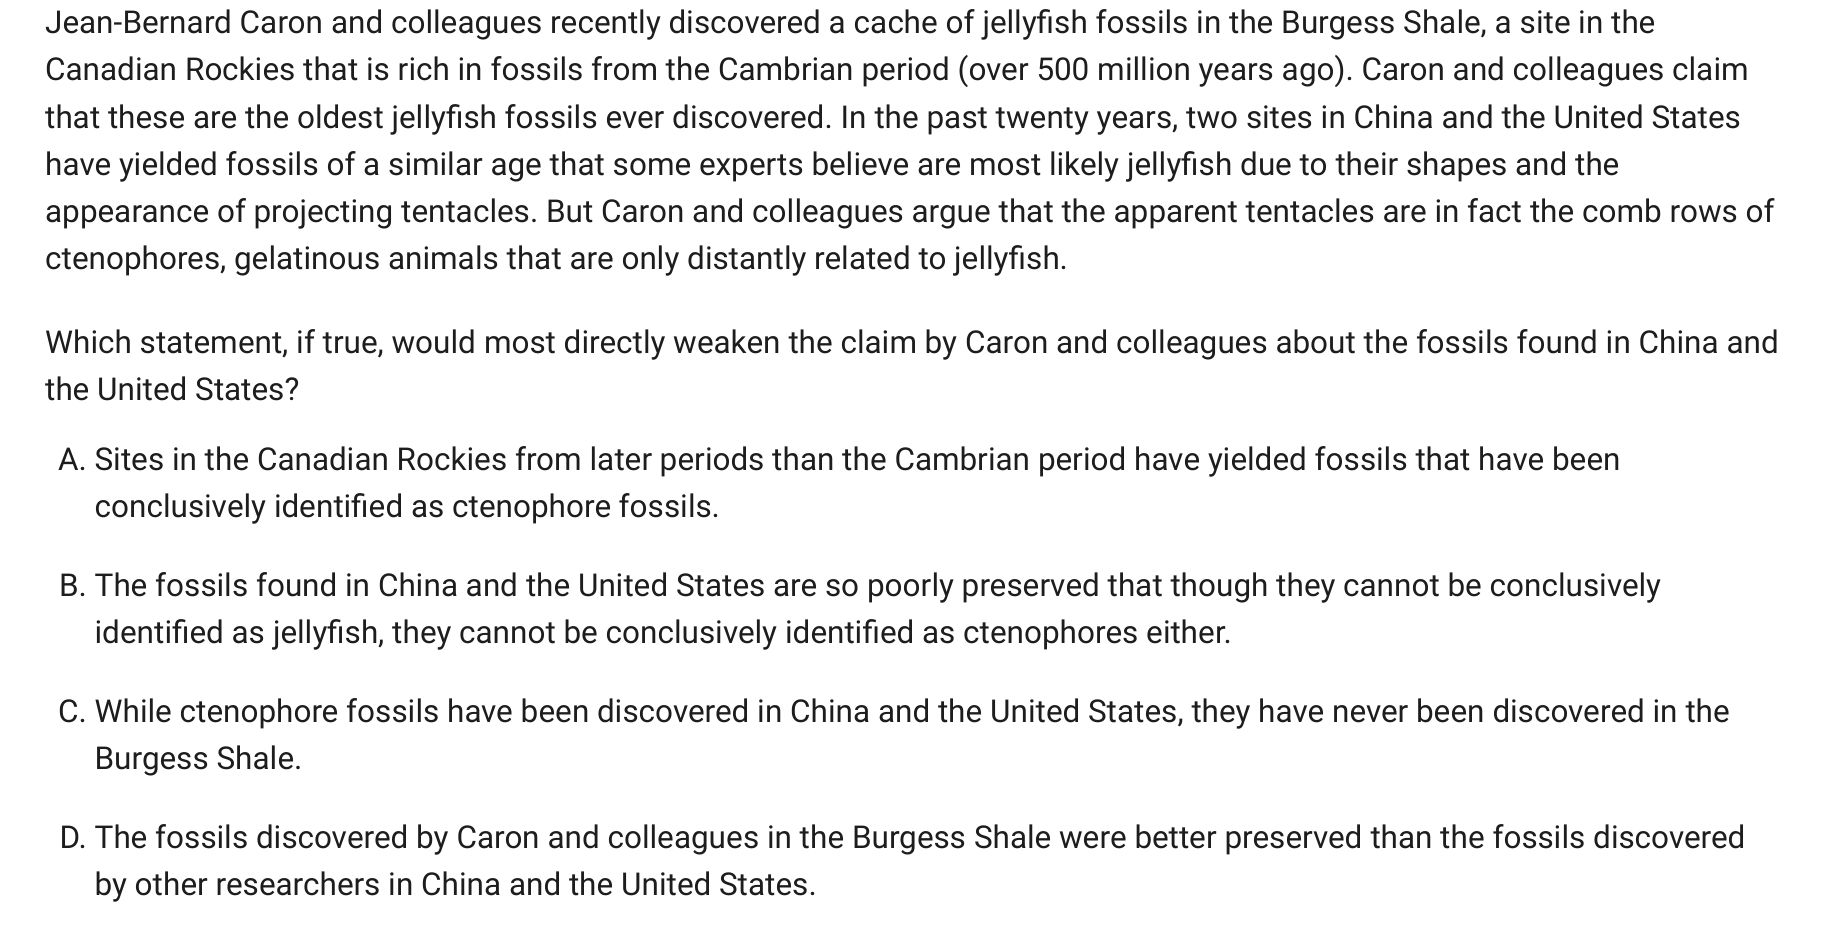 Jean-Bernard Caron and colleagues recently discovered a cache of jellyfish fossils in the Burgess Shale, a site in the
Canadian Rockies that is rich in fossils from the Cambrian period (over 500 million years ago). Caron and colleagues claim
that these are the oldest jellyfish fossils ever discovered. In the past twenty years, two sites in China and the United States
have yielded fossils of a similar age that some experts believe are most likely jellyfish due to their shapes and the
appearance of projecting tentacles. But Caron and colleagues argue that the apparent tentacles are in fact the comb rows of
ctenophores, gelatinous animals that are only distantly related to jellyfish.
Which statement, if true, would most directly weaken the claim by Caron and colleagues about the fossils found in China and
the United States?
A. Sites in the Canadian Rockies from later periods than the Cambrian period have yielded fossils that have been
conclusively identified as ctenophore fossils.
B. The fossils found in China and the United States are so poorly preserved that though they cannot be conclusively
identified as jellyfish, they cannot be conclusively identified as ctenophores either.
C. While ctenophore fossils have been discovered in China and the United States, they have never been discovered in the
Burgess Shale.
D. The fossils discovered by Caron and colleagues in the Burgess Shale were better preserved than the fossils discovered
by other researchers in China and the United States.